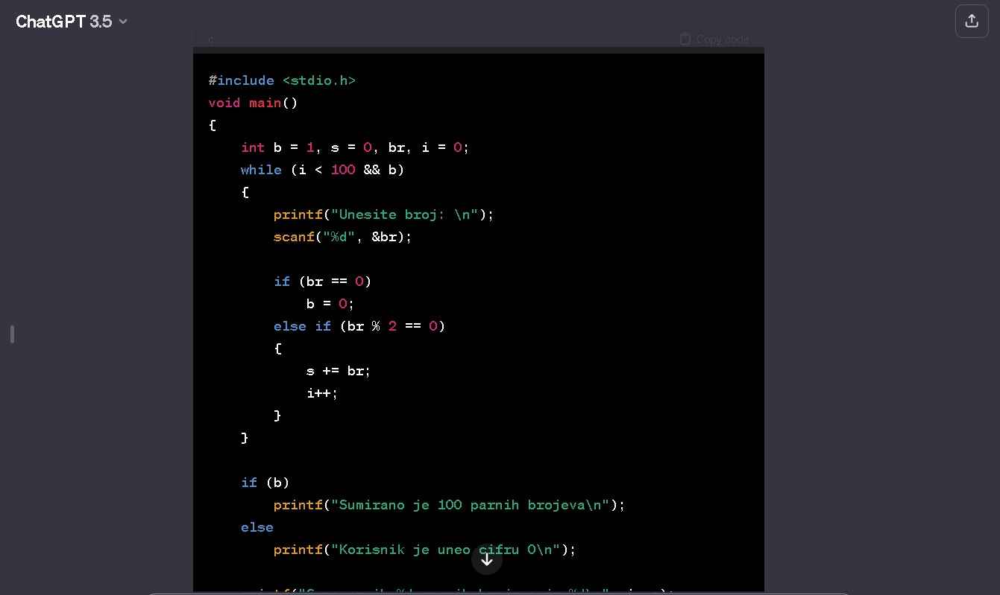 ChatGPT 3.5
c
Copy code
#include <stdio.h>
void main()
{
    int b = 1, s = 0, br, i = 0;
    while (i < 100 && b)
    {
        printf("Unesite broj: \n");
        scanf("%d", &br);
        if (br == 0)
            b = 0;
        else if (br % 2 == 0)
        {
            s += br;
            i++;
        }
    }
    if (b)
        printf("Sumirano je 100 parnih brojeva\n");
    else
        printf("Korisnik je uneo cifru 0\n");